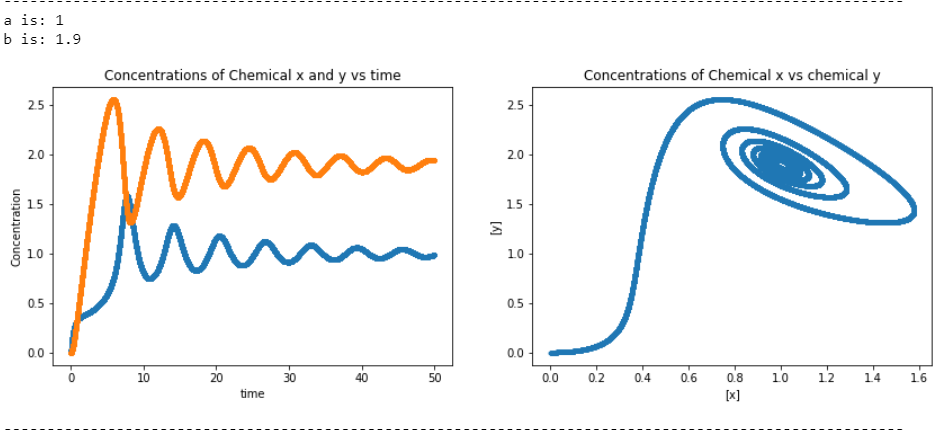 --------------------------------------------------------------------------------------------------------------------
a is: 1
b is: 1.9
Concentrations of Chemical x and y vs time
Concentration
2.5
2.0
1.5
1.0
0.5
0.0
0 10 20 30 40 50
time
Concentrations of Chemical x vs chemical y
[y]
2.5
2.0
1.5
1.0
0.5
0.0
0.0 0.2 0.4 0.6 0.8 1.0 1.2 1.4 1.6
[x]
--------------------------------------------------------------------------------------------------------------------